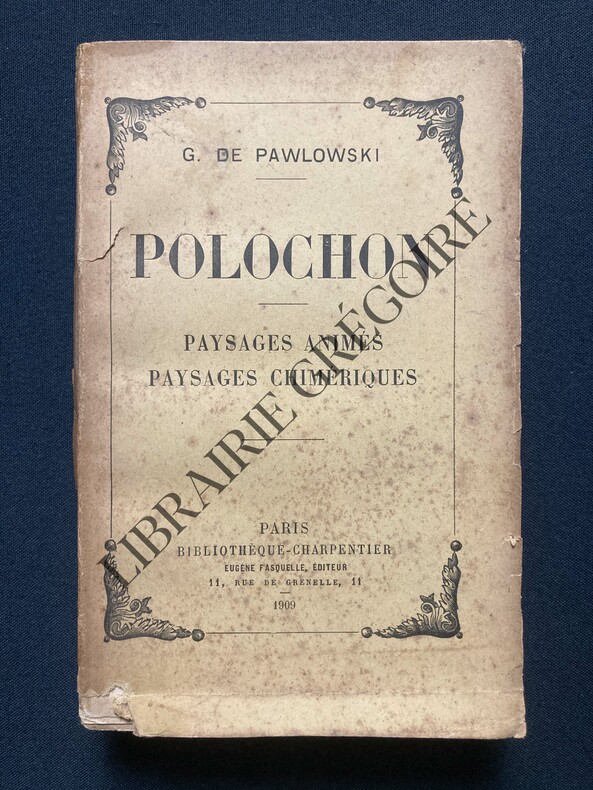 G. DE PAWLOWSKI
POLOCHON
PAYSAGES ANIMÉS
PAYSAGES CHIMÉRIQUES
PARIS
BIBLIOTHÈQUE-CHARPENTIER
EUGÈNE FASQUELLE, ÉDITEUR
11, RUE DE GRENELLE, 11
1909
LIBRAIRIE GRÉGOIRE